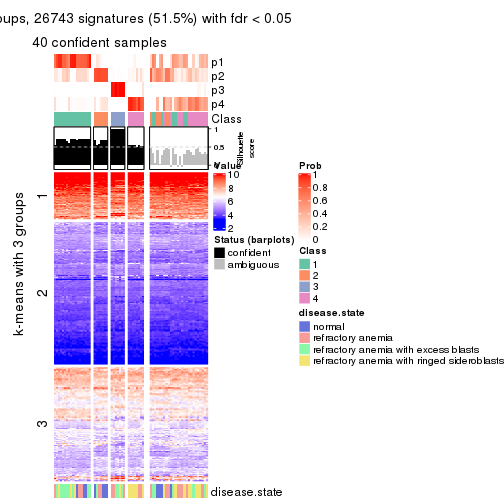 oups, 26743 signatures (51.5%) with fdr < 0.05
40 confident samples
p1
p2
p3
p4
Class
1
0.5
0
Silhouette
score
k-means with 3 groups
1
2
3
disease.state
Value
10
8
6
4
2
Status (barplots)
confident
ambiguous
Prob
1
0.8
0.6
0.4
0.2
0
Class
1
2
3
4
disease.state
normal
refractory anemia
refractory anemia with excess blasts
refractory anemia with ringed sideroblasts